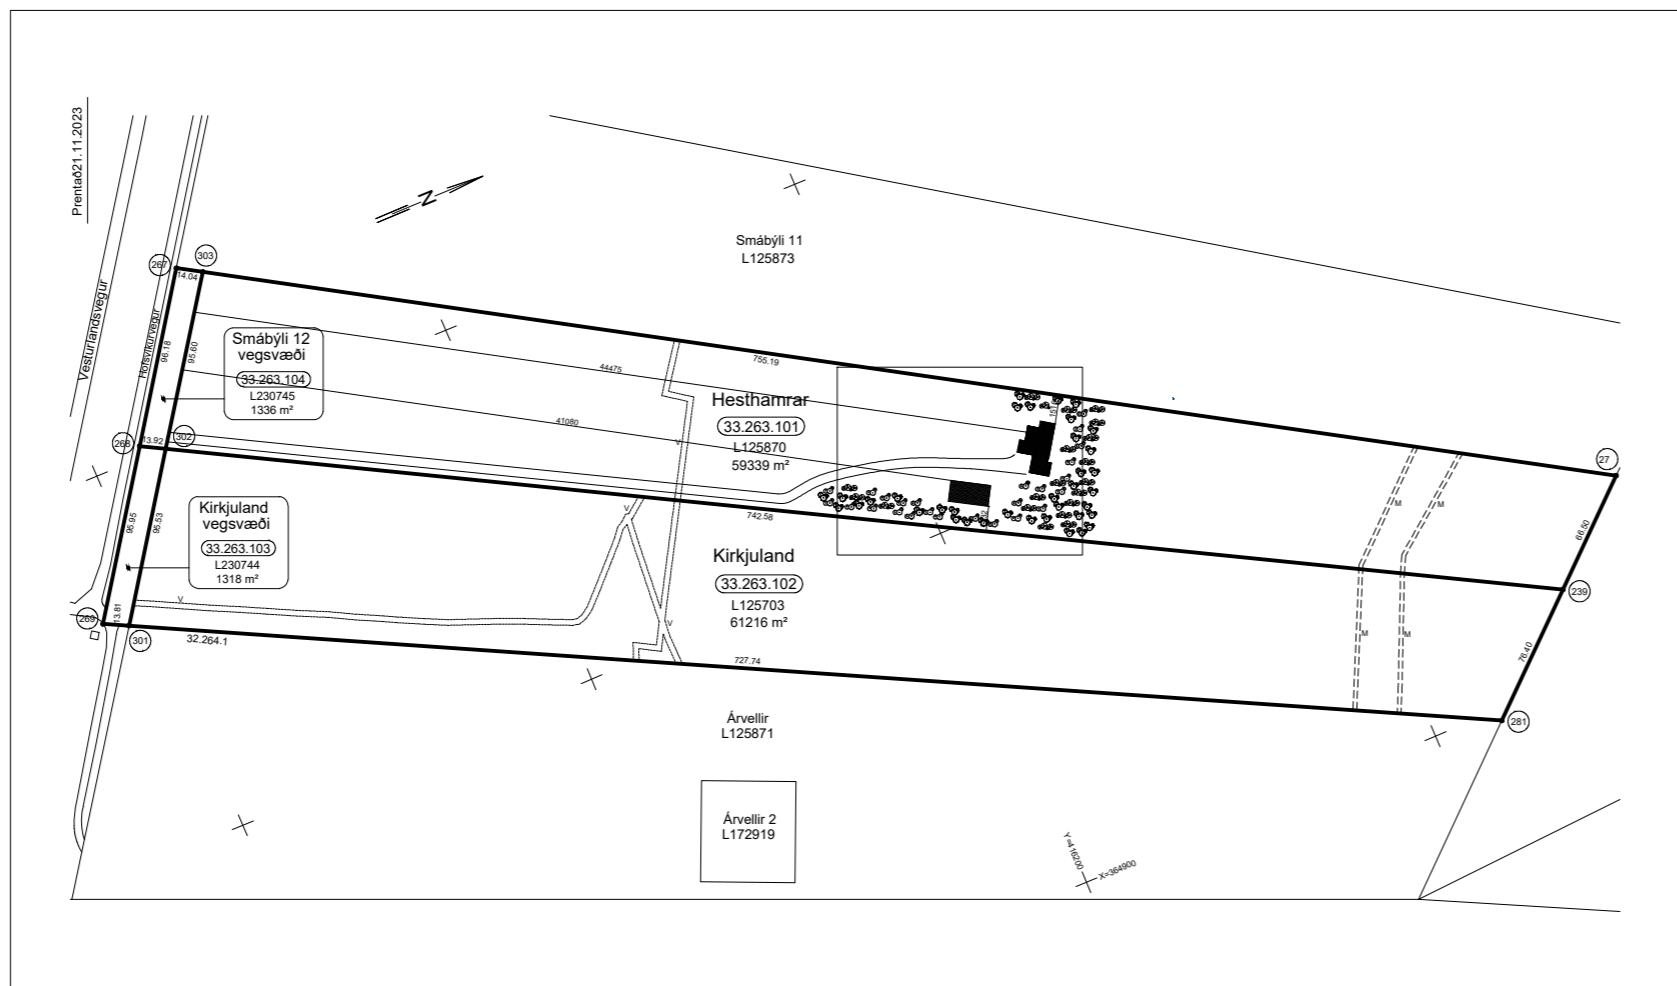 Prentað21.11.2023
Vesturlandsvegur
Hofsvíkurvegur
N
Smábýli 11
L125873
267
303
14.04
96.18
95.60
Smábýli 12
vegsvæði
33.263.104
L230745
1336 m²
755.19
44475
41080
Hesthamrar
33.263.101
L125870
59339 m²
V
268
302
13.92
27
66.50
M
M
Kirkjuland
vegsvæði
33.263.103
L230744
1318 m²
95.95
95.53
V
742.58
Kirkjuland
33.263.102
L125703
61216 m²
V
V
239
M
M
76.40
269
13.81
301
32.264.1
727.74
281
Árvellir
L125871
Árvellir 2
L172919
Y=416200
X=364900